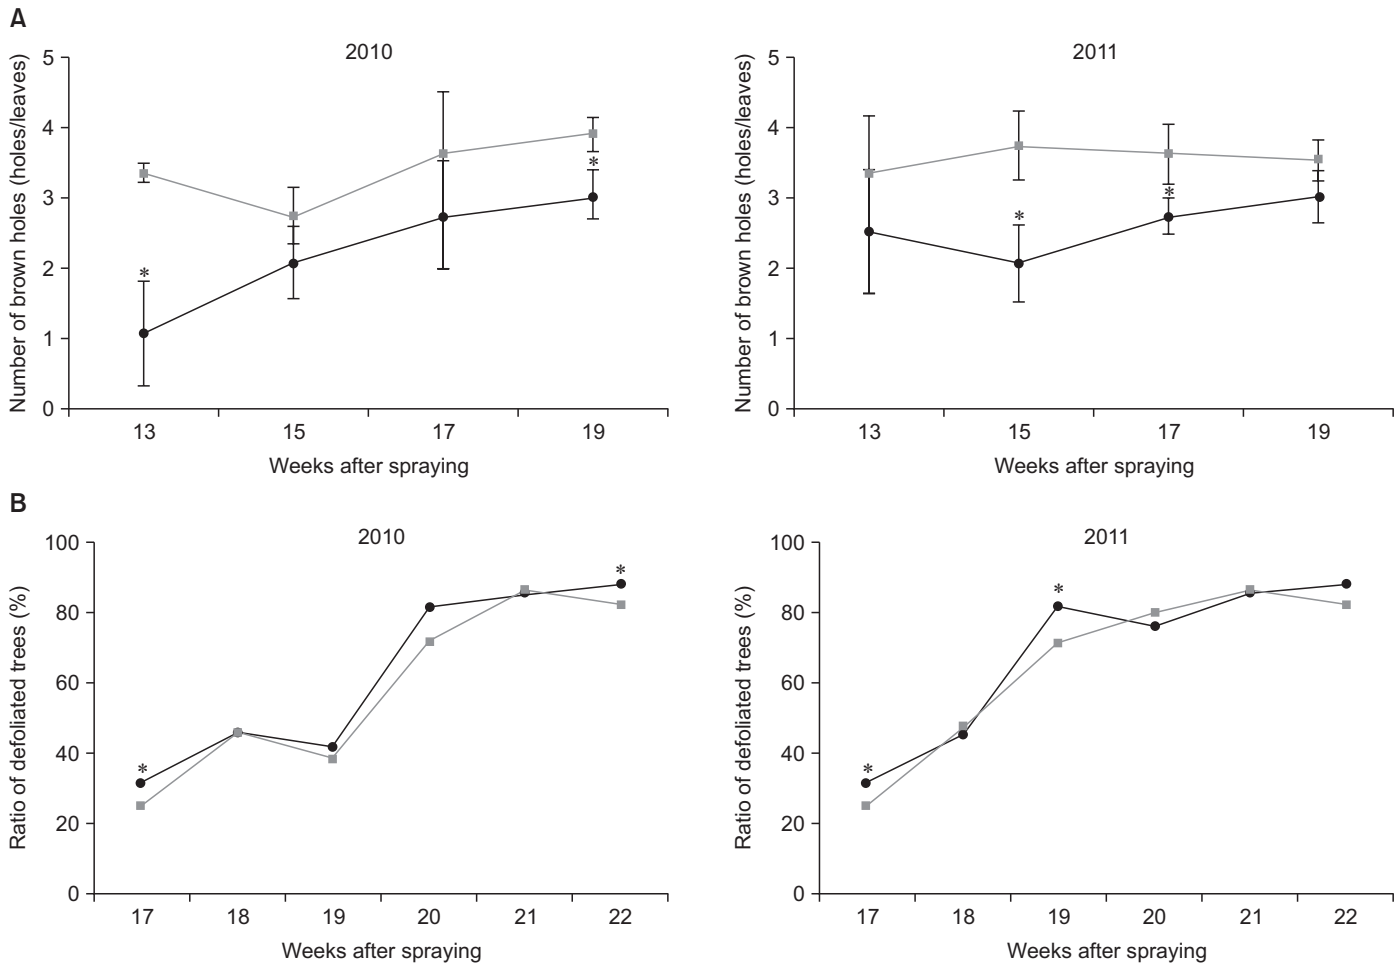 A
2010
Number of brown holes (holes/leaves)
5
4
3
2
1
0
*
*
13 15 17 19
Weeks after spraying
2011
Number of brown holes (holes/leaves)
5
4
3
2
1
0
*
*
13 15 17 19
Weeks after spraying
B
2010
Ratio of defoliated trees (%)
100
80
60
40
20
0
*
*
17 18 19 20 21 22
Weeks after spraying
2011
Ratio of defoliated trees (%)
100
80
60
40
20
0
*
*
17 18 19 20 21 22
Weeks after spraying